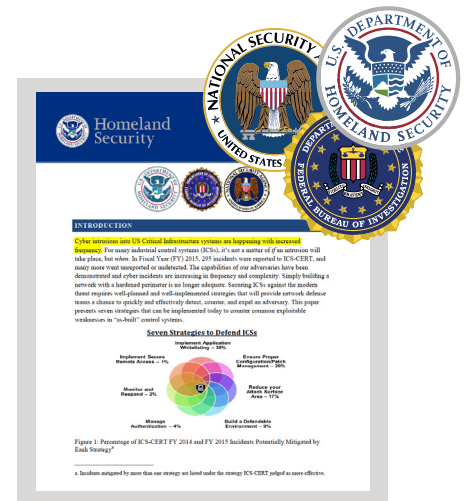 NATIONAL SECURITY A
UNITED STATES O
U.S. DEPARTMENT OF
HOMELAND SECURITY
DEPARTM
FEDERAL BUREAU OF INVESTIGATION
Homeland
Security
INTRODUCTION
Cyber intrusions into US Critical Infrastructure systems are happening with increased
frequency. For many industrial control systems (ICSs), it's not a matter of if an intrusion will
take place, but when. In Fiscal Year (FY) 2015, 295 incidents were reported to ICS-CERT, and
many more went unreported or undetected. The capabilities of our adversaries have been
demonstrated and cyber incidents are increasing in frequency and complexity. Simply building a
network with a hardened perimeter is no longer adequate. Securing ICSs against the modern
threat requires well-planned and well-implemented strategies that will provide network defense
teams a chance to quickly and effectively detect, counter, and expel an adversary. This paper
presents seven strategies that can be implemented today to counter common exploitable
weaknesses in "as-built" control systems.
Seven Strategies to Defend ICSs
Implement Application
Whitelisting – 38%
Implement Secure
Remote Access – 1%
Ensure Proper
Configuration/Patch
Management – 29%
Monitor and
Respond – 2%
Reduce your
Attack Surface
Area – 17%
Manage
Authentication – 4%
Build a Defendable
Environment – 9%
Figure 1: Percentage of ICS-CERT FY 2014 and FY 2015 Incidents Potentially Mitigated by
Each Strategyª
a. Incidents mitigated by more than one strategy are listed under the strategy ICS-CERT judged as more effective.